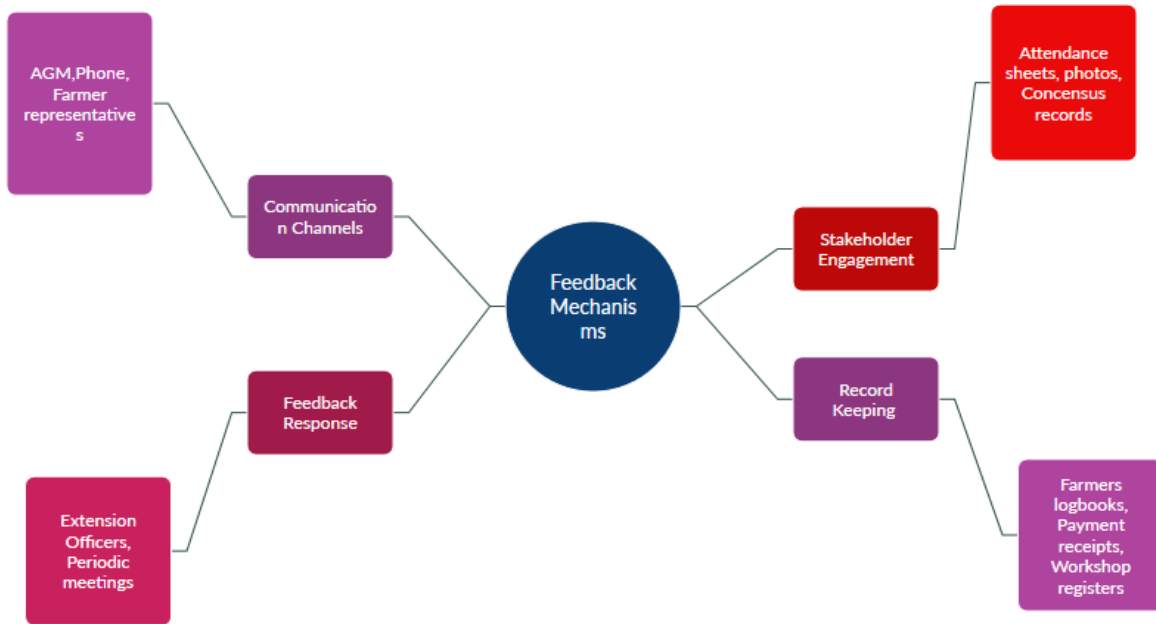 AGM,Phone,
Farmer
representative
s
Communicatio
n Channels
Feedback
Response
Extension
Officers,
Periodic
meetings
Feedback
Mechanis
ms
Attendance
sheets, photos,
Concensus
records
Stakeholder
Engagement
Record
Keeping
Farmers
logbooks,
Payment
receipts,
Workshop
registers